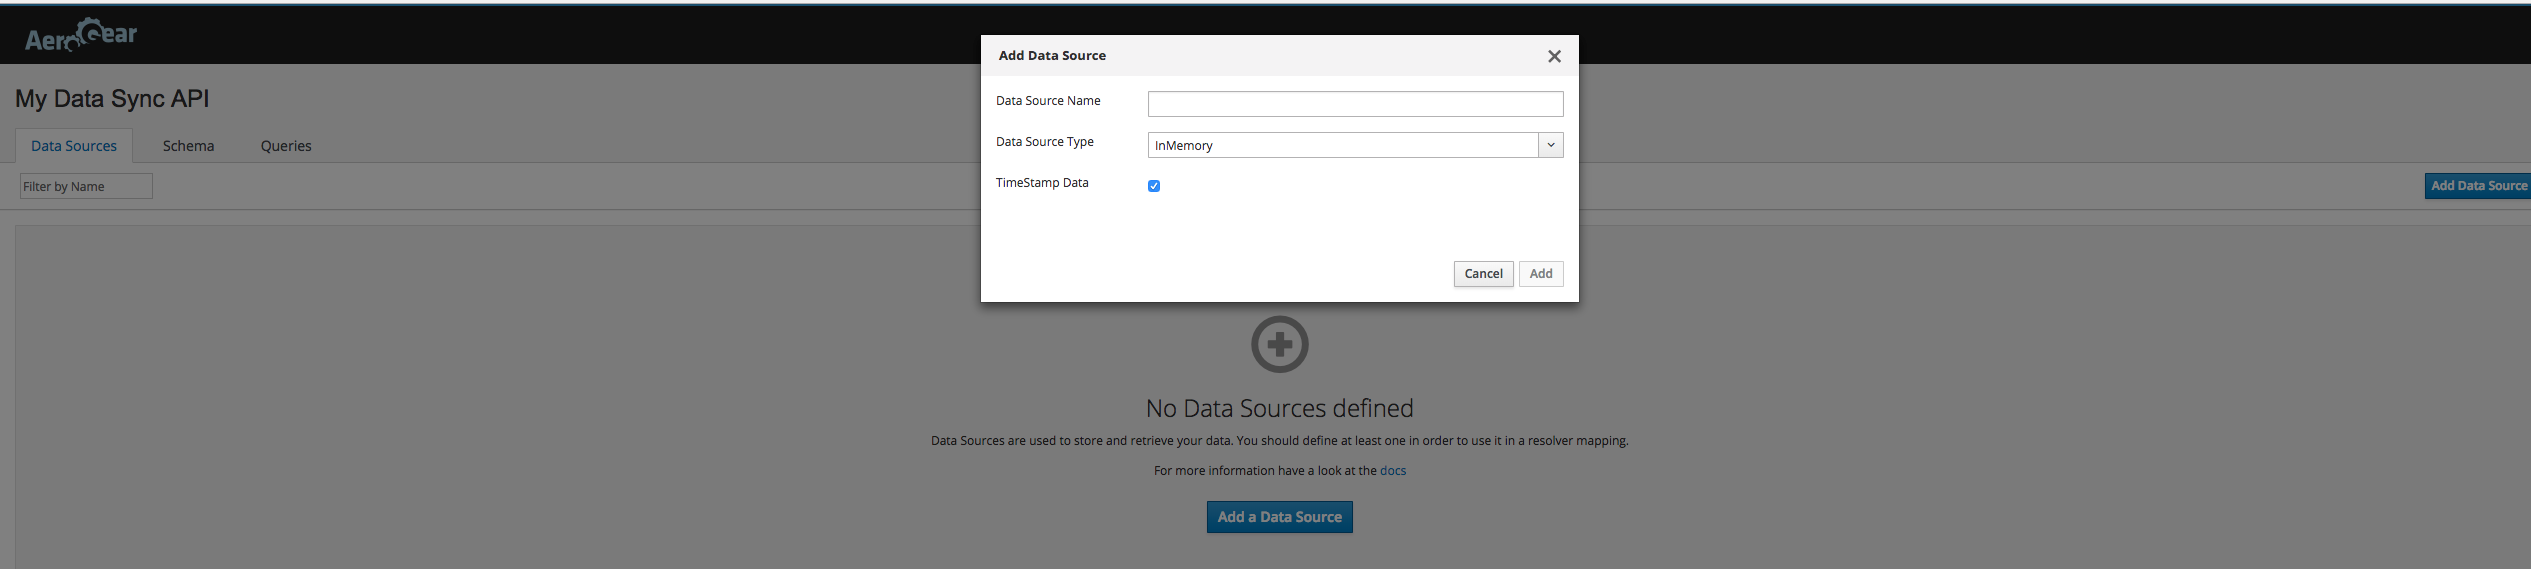 AeroGear
My Data Sync API
Data Sources Schema Queries
Filter by Name
Add Data Source
Add Data Source
Data Source Name
Data Source Type InMemory
TimeStamp Data
Cancel Add
No Data Sources defined
Data Sources are used to store and retrieve your data. You should define at least one in order to use it in a resolver mapping.
For more information have a look at the docs
Add a Data Source